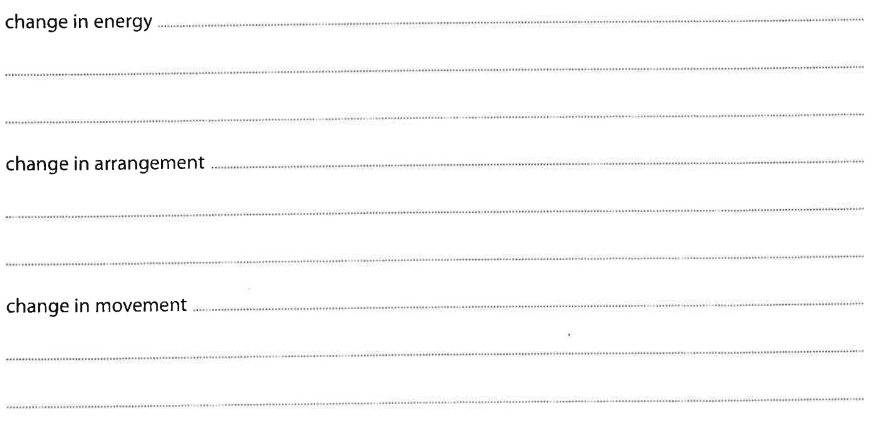 change in energy
change in arrangement
change in movement